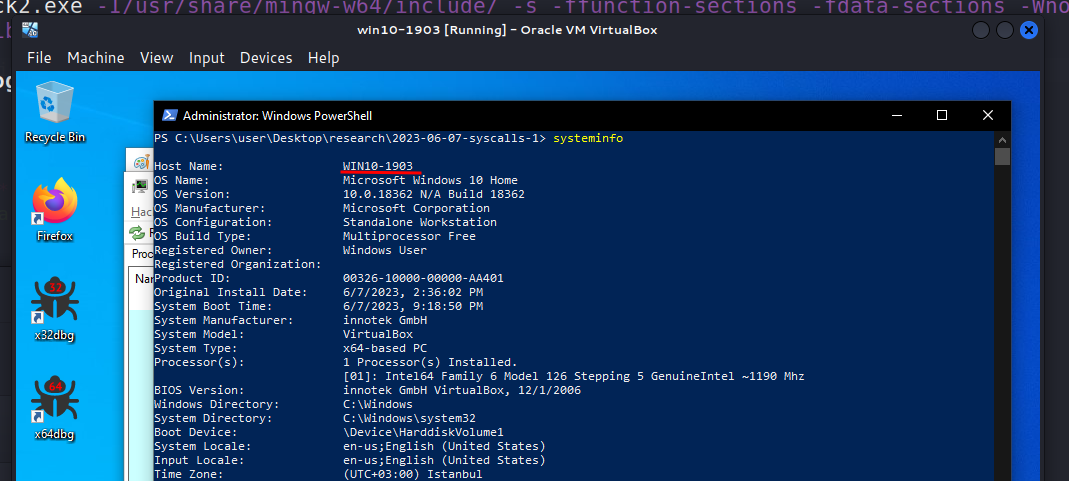 ck2.exe -I/usr/share/mingw-w64/include/ -s -ffunction-sections -fdata-sections -Wno
win10-1903 [Running] - Oracle VM VirtualBox
File Machine View Input Devices Help
Recycle Bin
Firefox
32
x32dbg
64
x64dbg
Hac
Proc
Nar
Administrator: Windows PowerShell
PS C:\Users\user\Desktop\research\2023-06-07-syscalls-1> systeminfo
Host Name: WIN10-1903
OS Name: Microsoft Windows 10 Home
OS Version: 10.0.18362 N/A Build 18362
OS Manufacturer: Microsoft Corporation
OS Configuration: Standalone Workstation
OS Build Type: Multiprocessor Free
Registered Owner: Windows User
Registered Organization:
Product ID: 00326-10000-00000-AA401
Original Install Date: 6/7/2023, 2:36:02 PM
System Boot Time: 6/7/2023, 9:18:50 PM
System Manufacturer: innotek GmbH
System Model: VirtualBox
System Type: x64-based PC
Processor(s): 1 Processor(s) Installed.
[01]: Intel64 Family 6 Model 126 Stepping 5 GenuineIntel ~1190 Mhz
BIOS Version: innotek GmbH VirtualBox, 12/1/2006
Windows Directory: C:\Windows
System Directory: C:\Windows\system32
Boot Device: \Device\HarddiskVolume1
System Locale: en-us;English (United States)
Input Locale: en-us;English (United States)
Time Zone: (UTC+03:00) Istanbul